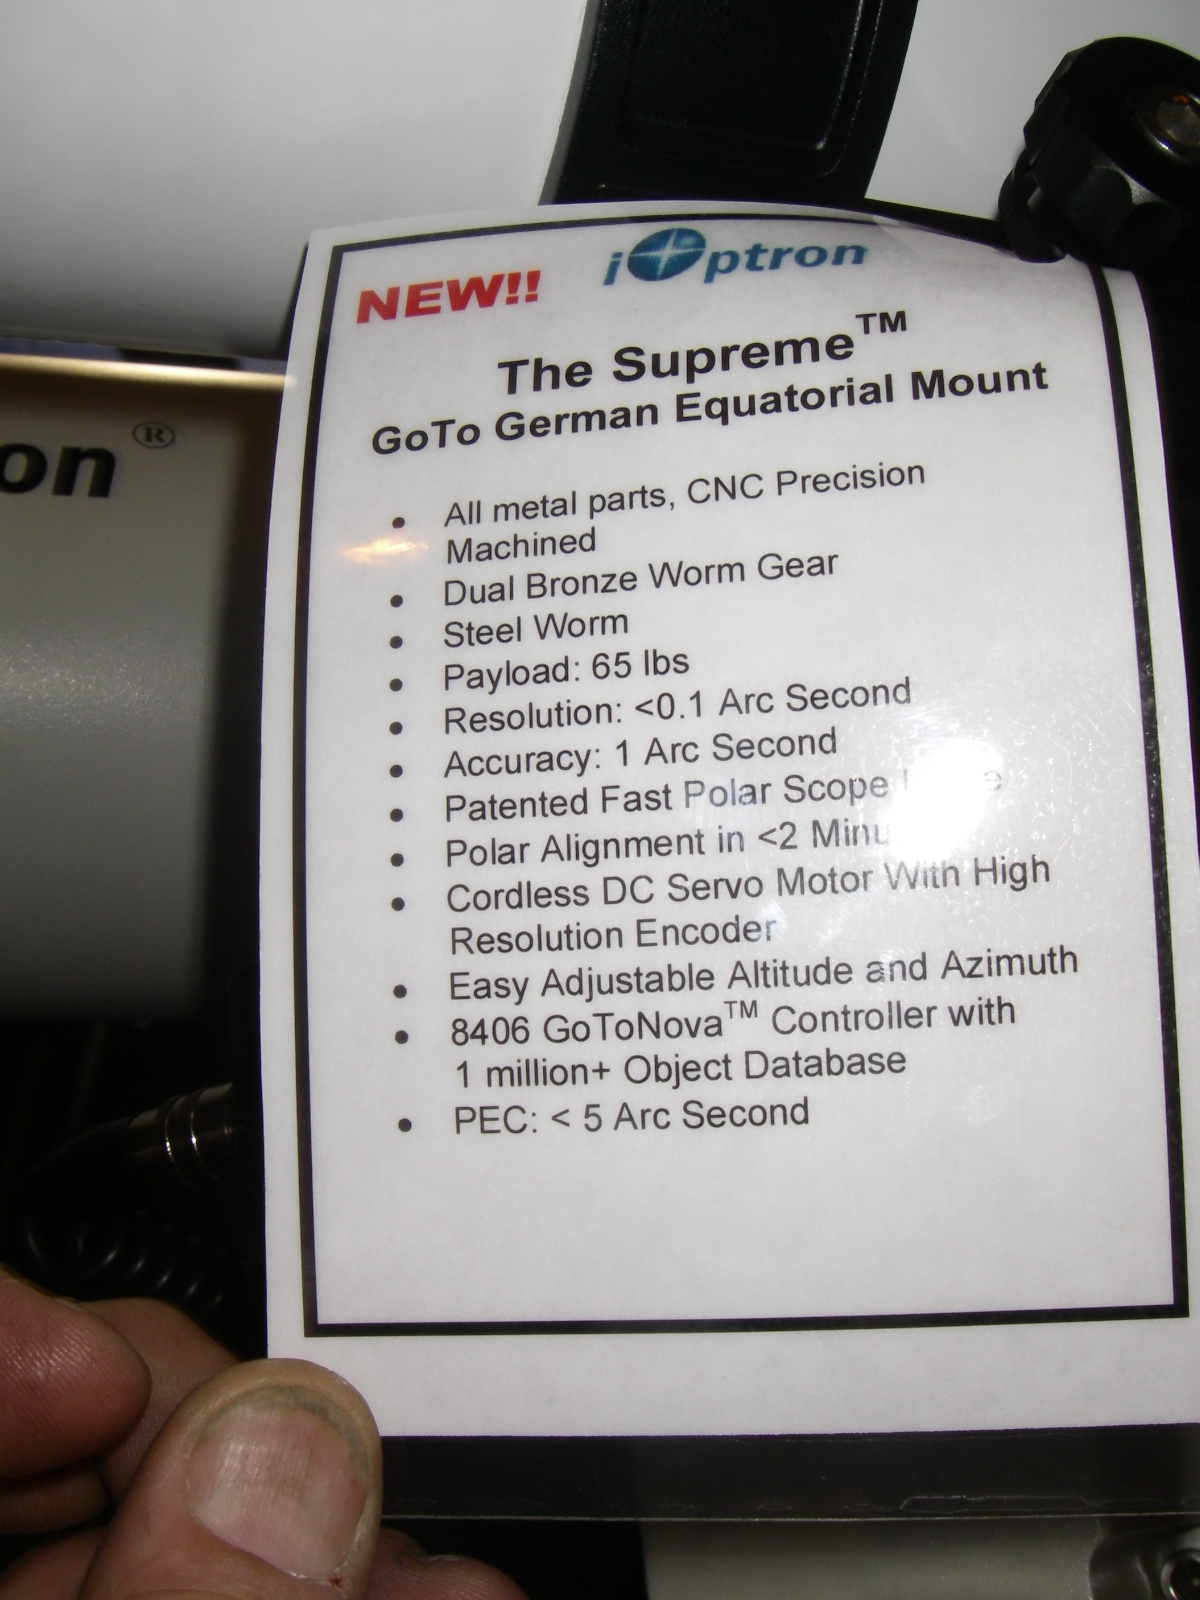 on ®
NEW!! iOptron
The Supreme™
GoTo German Equatorial Mount
• All metal parts, CNC Precision
Machined
• Dual Bronze Worm Gear
• Steel Worm
• Payload: 65 lbs
• Resolution: <0.1 Arc Second
• Accuracy: 1 Arc Second
• Patented Fast Polar Scope
• Polar Alignment in <2 Minu
• Cordless DC Servo Motor With High
Resolution Encoder
• Easy Adjustable Altitude and Azimuth
• 8406 GoToNova™ Controller with
1 million+ Object Database
• PEC: < 5 Arc Second